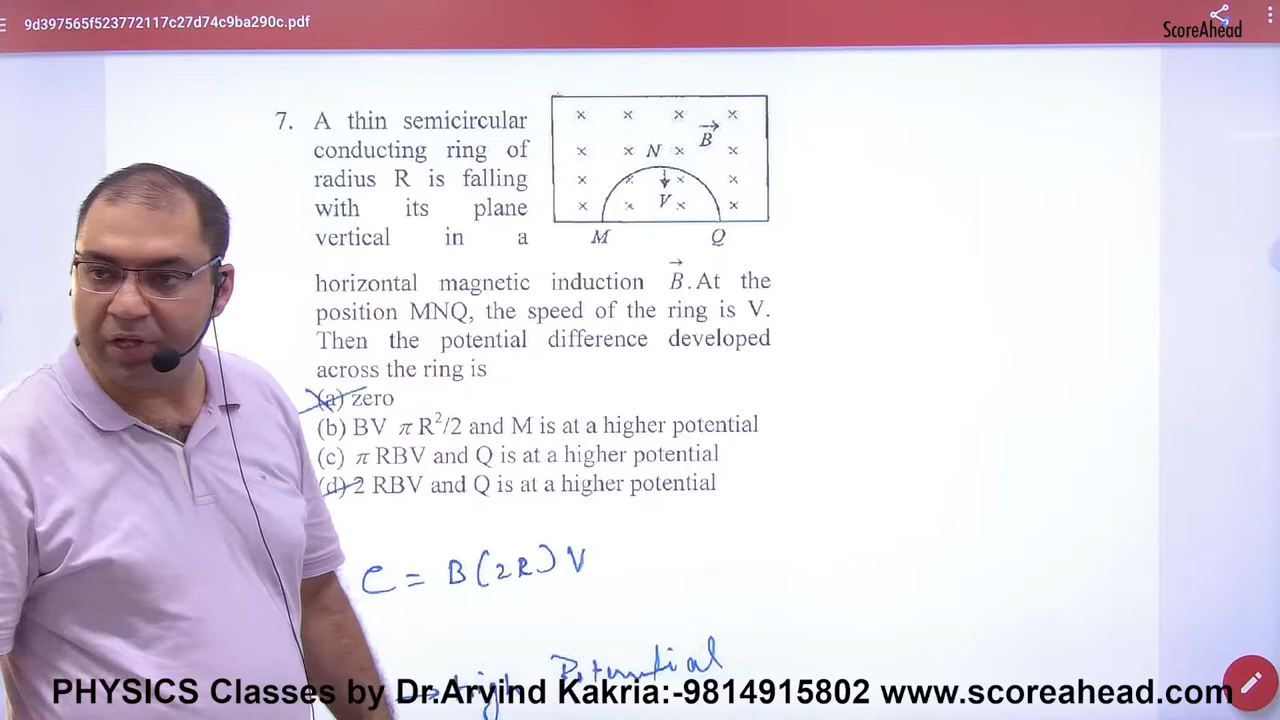 9d397565f523772117c27d74c9ba290c.pdf
ScoreAhead
7. A thin semicircular
conducting ring of
radius R is falling
with its plane
vertical in a
× × × ×
B
× × N × ×
× × × ×
V
× × × ×
M Q
horizontal magnetic induction B. At the
position MNQ, the speed of the ring is V.
Then the potential difference developed
across the ring is
(a) zero
(b) BV π R²/2 and M is at a higher potential
(c) π RBV and Q is at a higher potential
(d) 2 RBV and Q is at a higher potential
e = B(2R) V
→ high Potential
PHYSICS Classes by Dr.Arvind Kakria:-9814915802 www.scoreahead.com